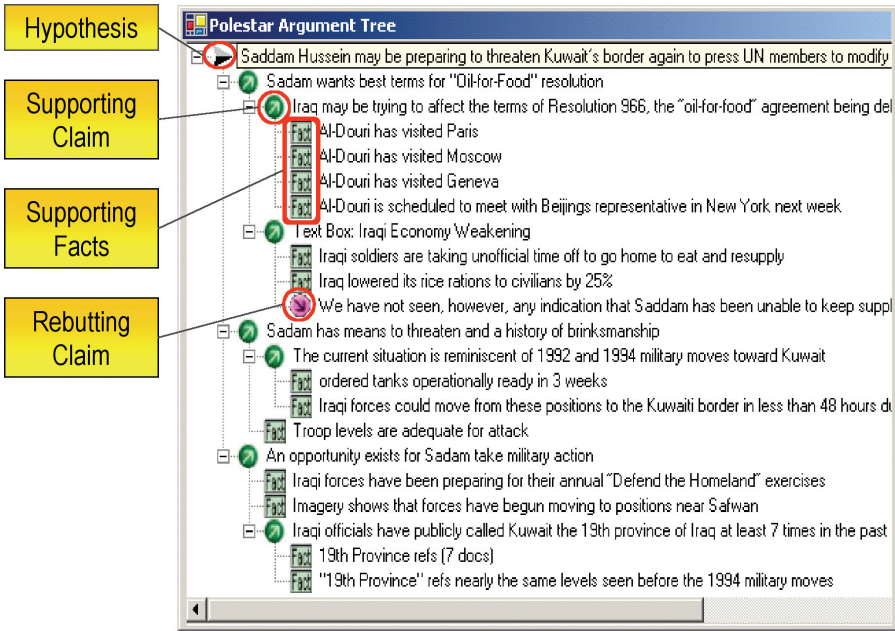 Hypothesis
Supporting
Claim
Supporting
Facts
Rebutting
Claim
Polestar Argument Tree
Saddam Hussein may be preparing to threaten Kuwait's border again to press UN members to modify
Sadam wants best terms for "Oil-for-Food" resolution
Iraq may be trying to affect the terms of Resolution 966, the "oil-for-food" agreement being del
Fact Al-Douri has visited Paris
Fact Al-Douri has visited Moscow
Fact Al-Douri has visited Geneva
Fact Al-Douri is scheduled to meet with Beijings representative in New York next week
Text Box: Iraqi Economy Weakening
Fact Iraqi soldiers are taking unofficial time off to go home to eat and resupply
Fact Iraq lowered its rice rations to civilians by 25%
We have not seen, however, any indication that Saddam has been unable to keep suppl
Sadam has means to threaten and a history of brinksmanship
The current situation is reminiscent of 1992 and 1994 military moves toward Kuwait
Fact ordered tanks operationally ready in 3 weeks
Fact Iraqi forces could move from these positions to the Kuwaiti border in less than 48 hours du
Fact Troop levels are adequate for attack
An opportunity exists for Sadam take military action
Fact Iraqi forces have been preparing for their annual "Defend the Homeland" exercises
Fact Imagery shows that forces have begun moving to positions near Safwan
Iraqi officials have publicly called Kuwait the 19th province of Iraq at least 7 times in the past
Fact 19th Province refs (7 docs)
Fact "19th Province" refs nearly the same levels seen before the 1994 military moves